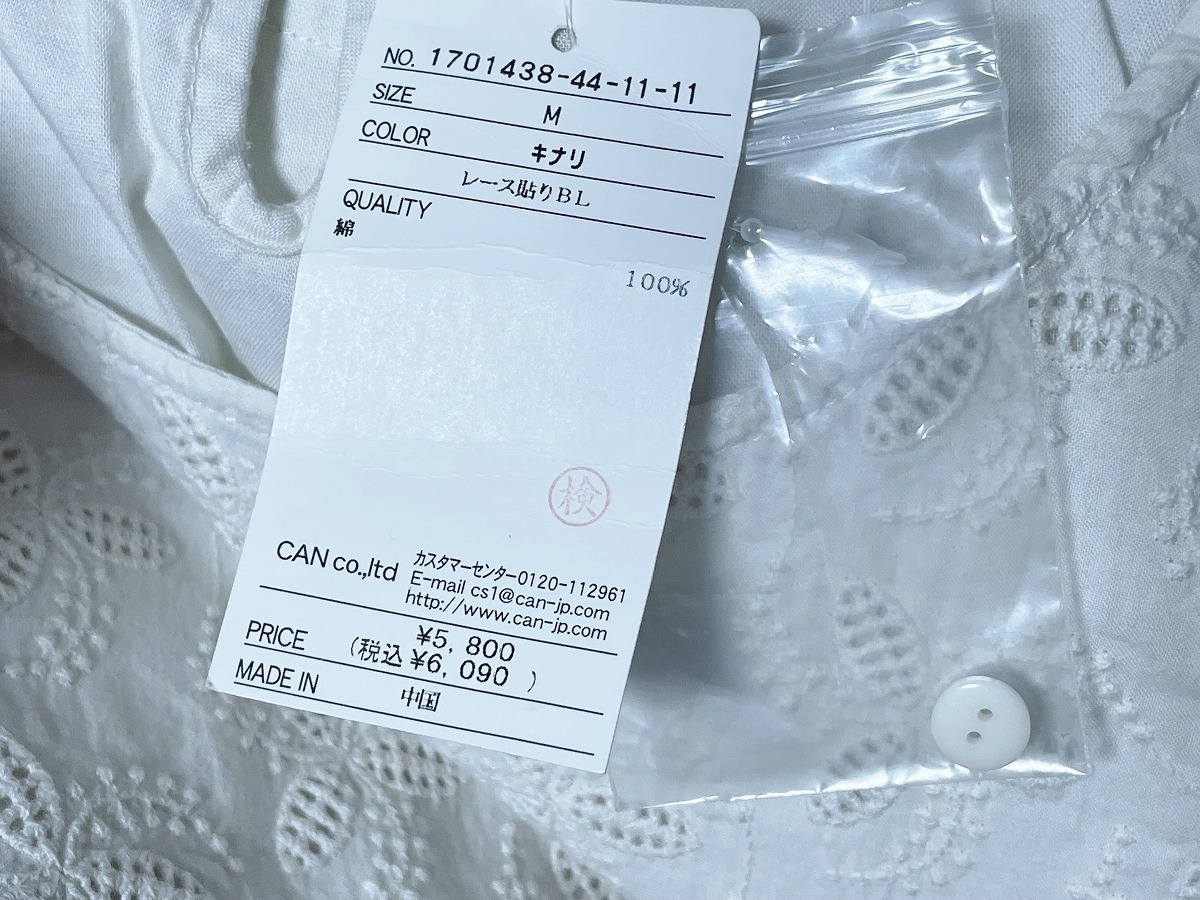 NO. 1701438-44-11-11
SIZE M
COLOR キナリ
レース貼りBL
QUALITY
綿
100%
検
CAN co.,ltd
カスタマーセンター0120-112961
E-mail cs1@can-jp.com
http://www.can-jp.com
PRICE ¥5,800
(税込 ¥6,090 )
MADE IN 中国